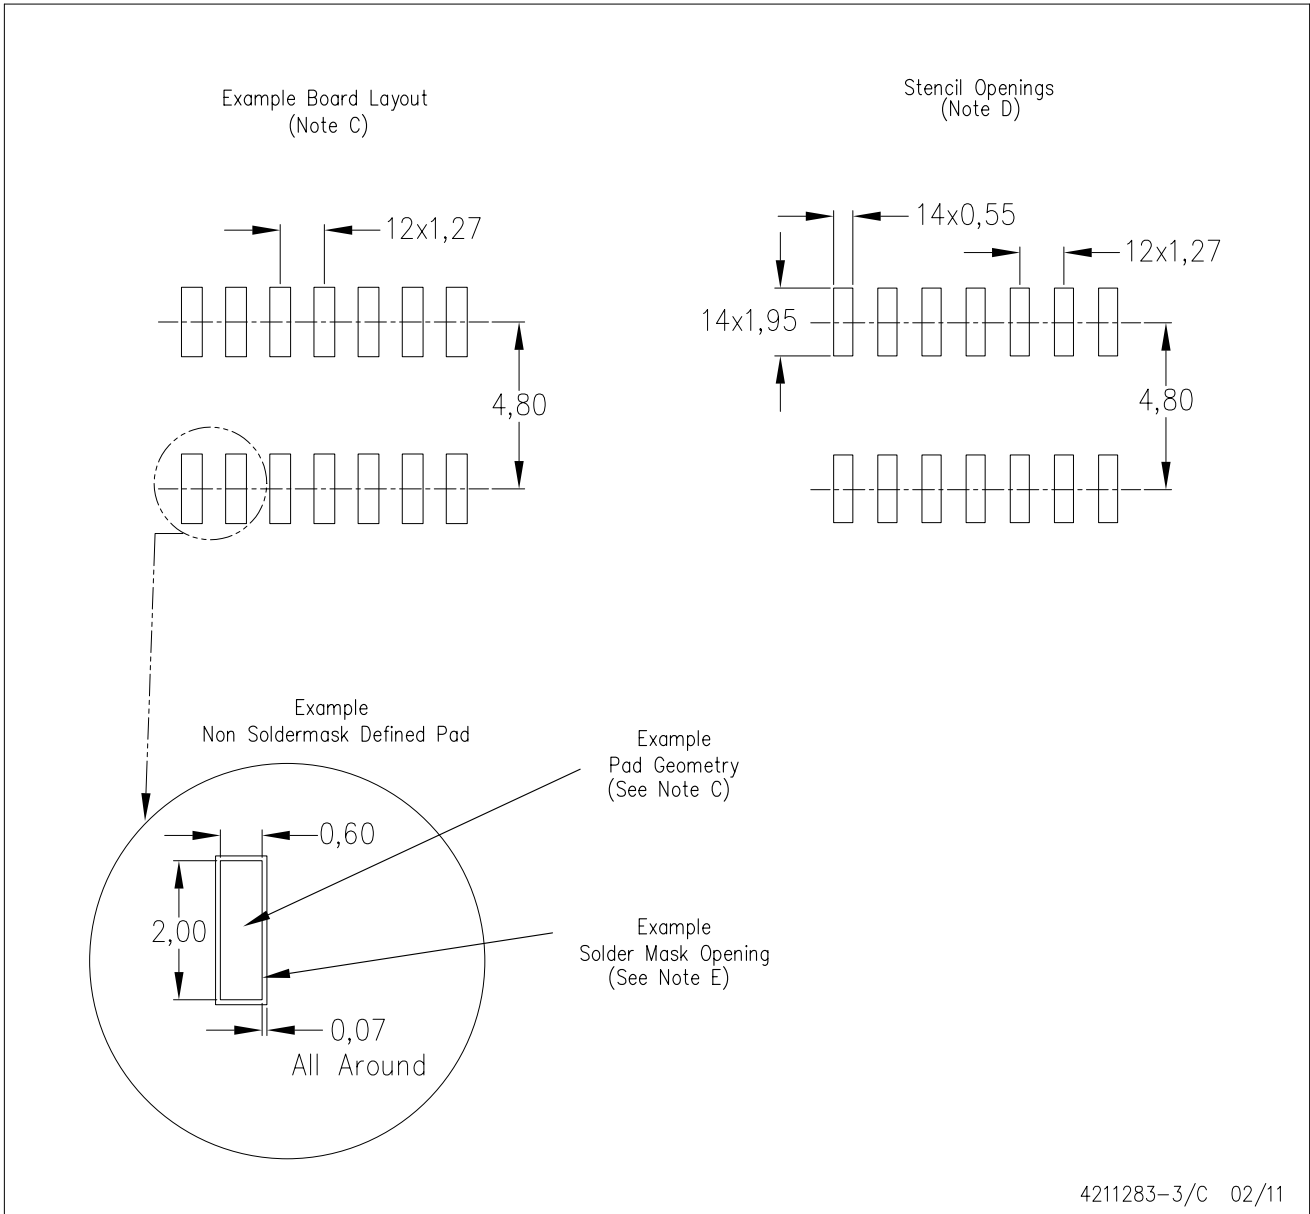 Example Board Layout
(Note C)
Stencil Openings
(Note D)
12x1,27
14x0,55
12x1,27
14x1,95
4,80
4,80
Example
Non Soldermask Defined Pad
Example
Pad Geometry
(See Note C)
0,60
2,00
Example
Solder Mask Opening
(See Note E)
0,07
All Around
4211283-3/C 02/11